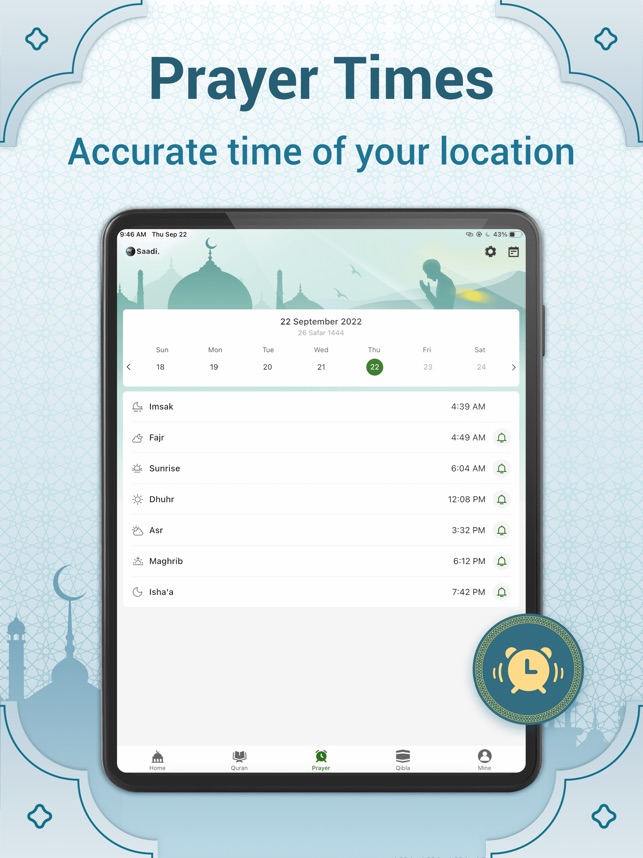 Prayer Times
Accurate time of your location
9:46 AM Thu Sep 22 43%
Saadi.
22 September 2022
26 Safar 1444
Sun Mon Tue Wed Thu Fri Sat
18 19 20 21 22 23 24
Imsak 4:39 AM
Fajr 4:49 AM
Sunrise 6:04 AM
Dhuhr 12:08 PM
Asr 3:32 PM
Maghrib 6:12 PM
Isha'a 7:42 PM
Home Quran Prayer Qibla Mine